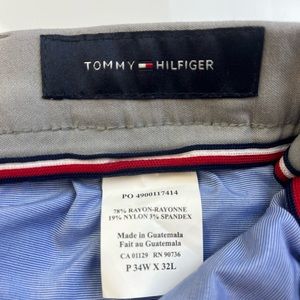 TOMMY HILFIGER
PO 4900117414
78% RAYON-RAYONNE
19% NYLON 3% SPANDEX
Made in Guatemala
Fait au Guatemala
CA 01129 RN 90736
P 34W X 32L